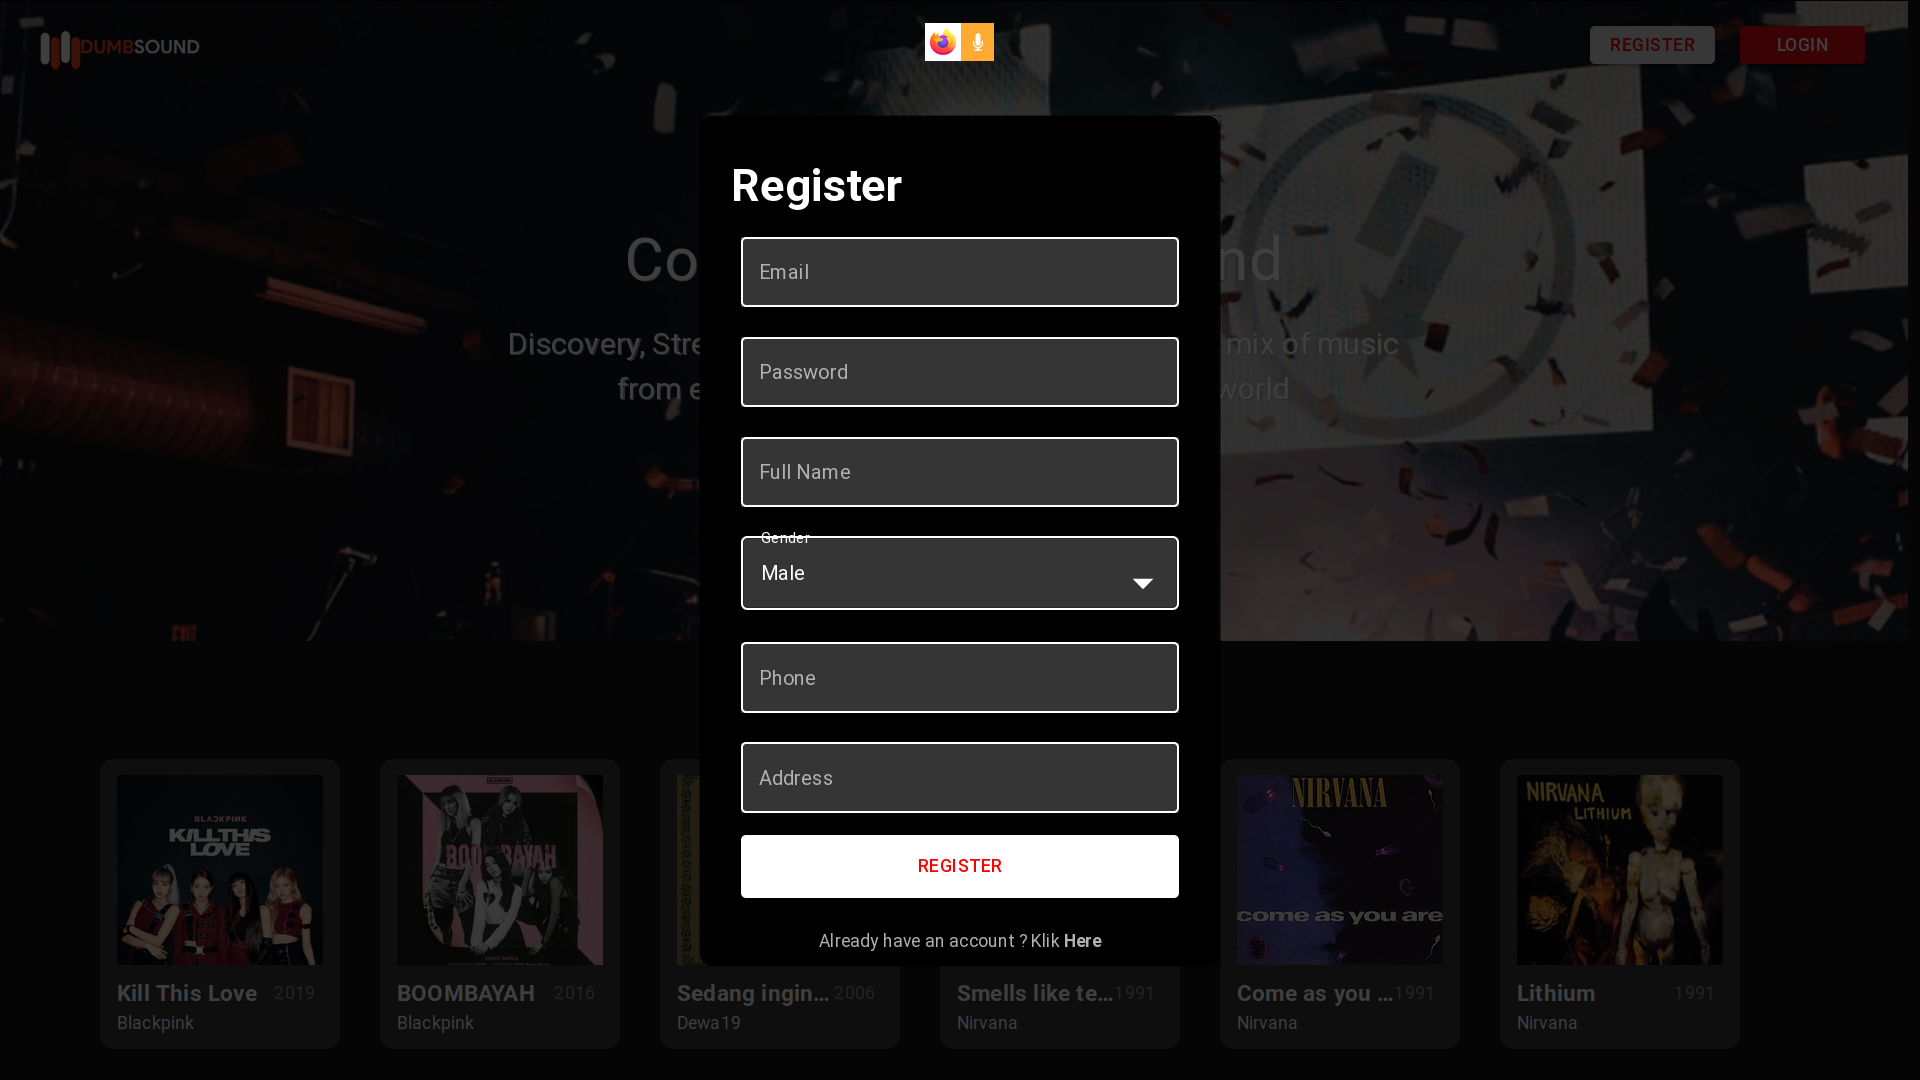 DUMBSOUND
REGISTER
LOGIN
Register
Email
Password
Full Name
Gender
Male
Phone
Address
REGISTER
Already have an account ? Klik Here
Discovery,
from
mix of music
world
BLACKPINK
KILL THIS
LOVE
BOOMBAYAH
NIRVANA
come as you are
NIRVANA
LITHIUM
Kill This Love 2019
Blackpink
BOOMBAYAH 2016
Blackpink
Sedang ingin... 2006
Dewa19
Smells like te... 1991
Nirvana
Come as you ... 1991
Nirvana
Lithium 1991
Nirvana